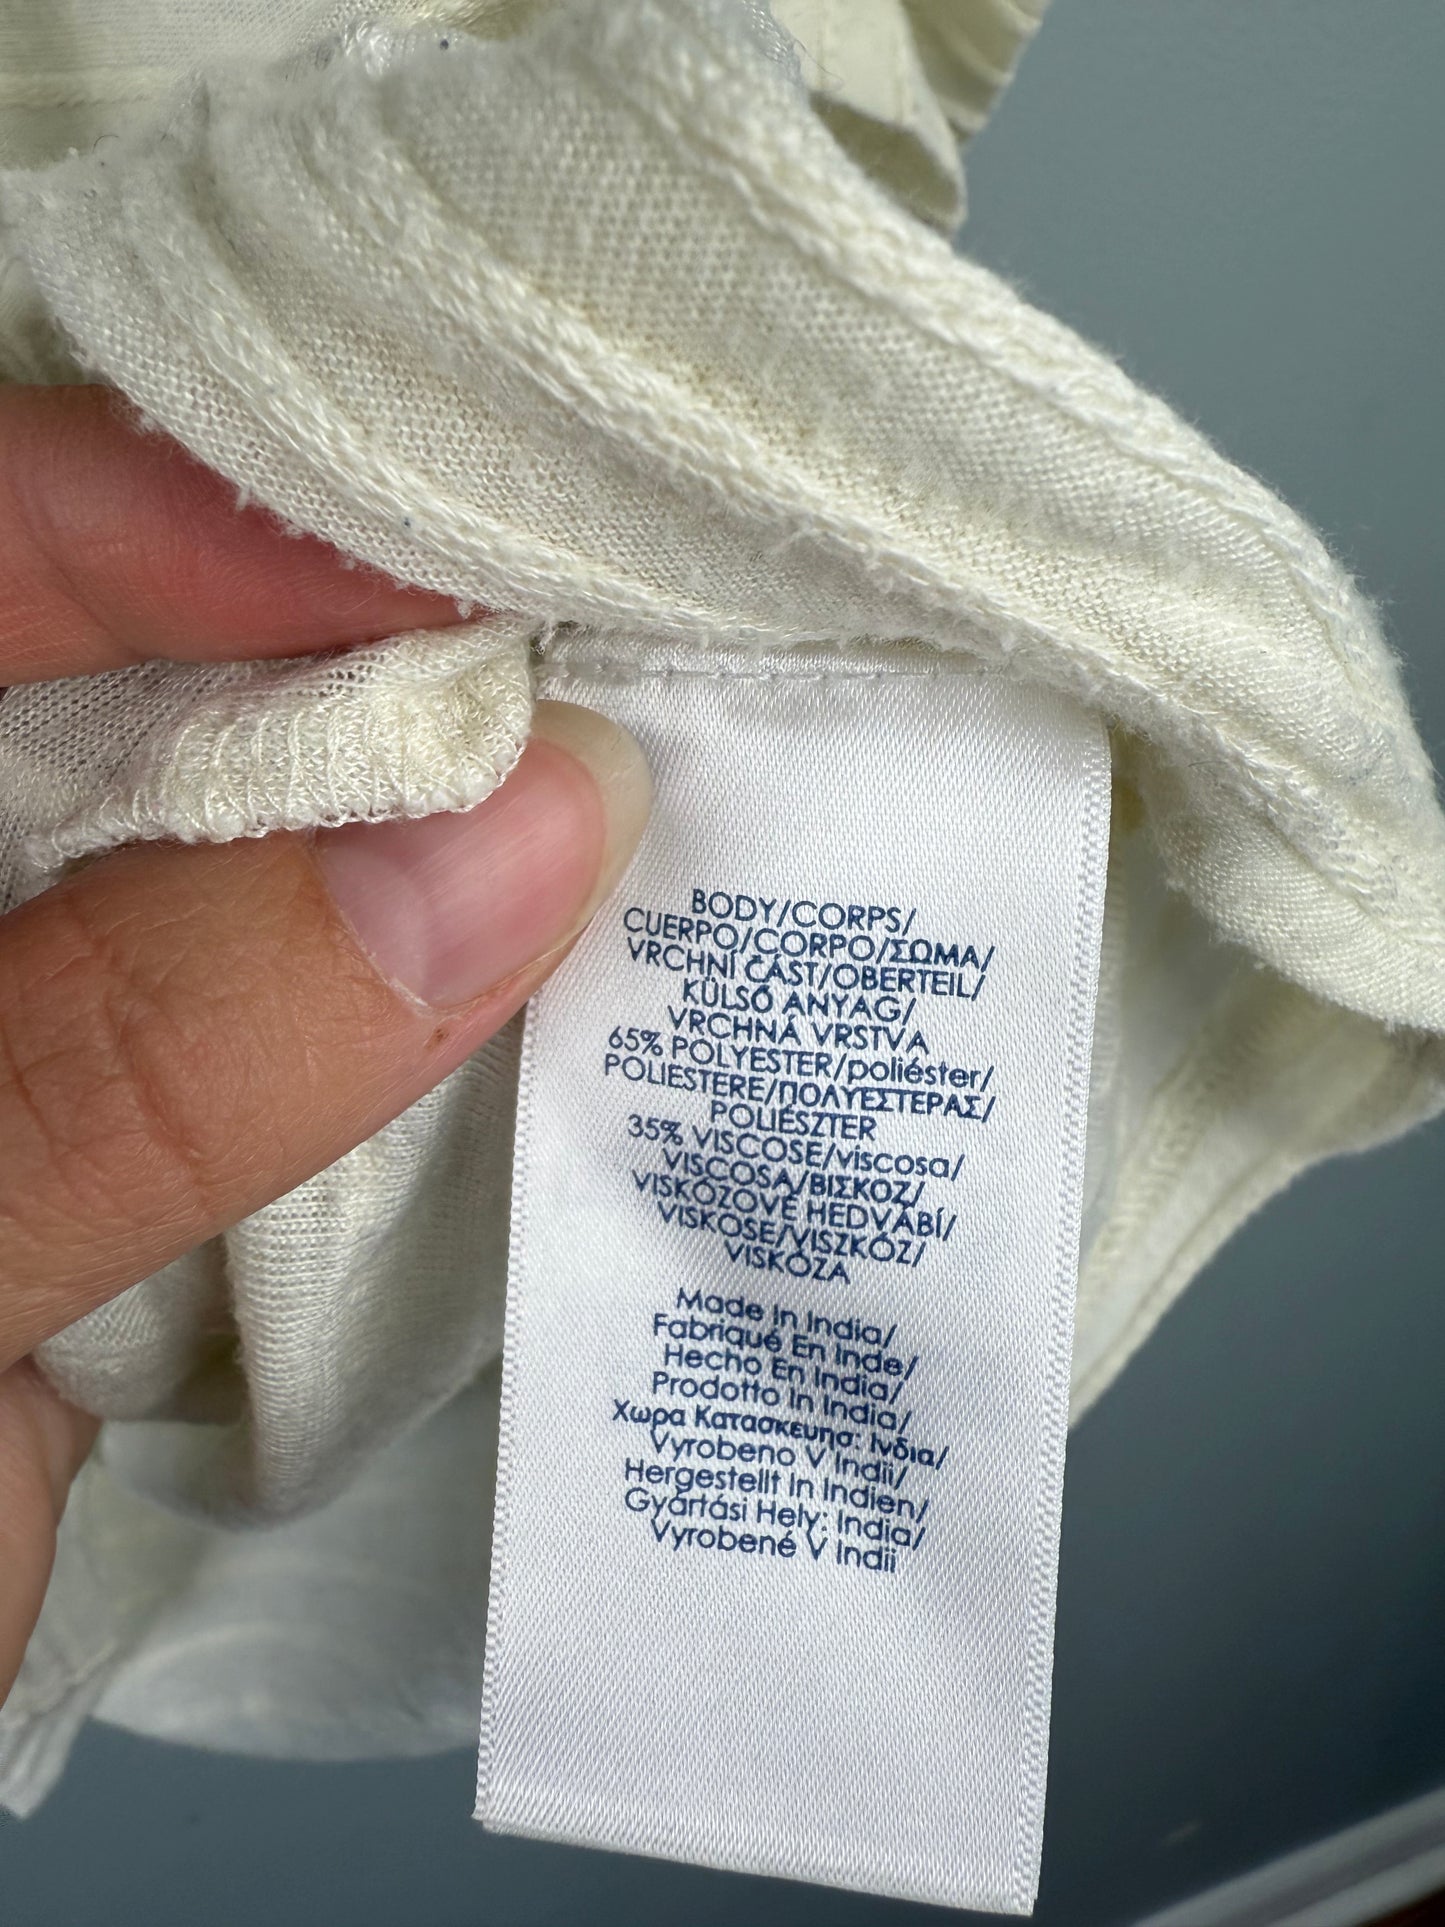 BODY/CORPS/
CUERPO/CORPO/ΣΩΜΑ/
VRCHNÍ ČÁST/OBERTEIL/
KÜLSŐ ANYAG/
VRCHNÁ VRSTVA
65% POLYESTER/poliéster/
POLIESTERE/ΠΟΛΥΕΣΤΕΡΑΣ/
POLIÉSZTER
35% VISCOSE/viscosa/
VISCOSA/ΒΙΣΚΟΖ/
VISKÓZOVÉ HEDVÁBÍ/
VISKOSE/VISZKÓZ/
VISKÓZA
Made In India/
Fabriqué En Inde/
Hecho En India/
Prodotto In India/
Χωρα Κατασκευησ: Ινδια/
Vyrobeno V Indii/
Hergestellt In Indien/
Gyártási Hely: India/
Vyrobené V Indii